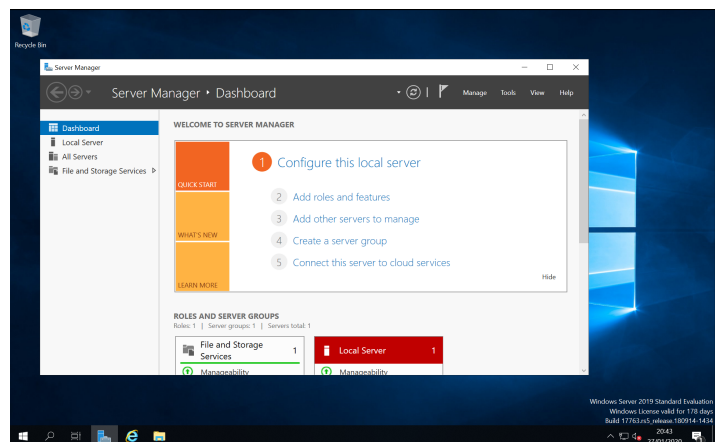 Recycle Bin
Server Manager
Server Manager • Dashboard
Manage Tools View Help
Dashboard
Local Server
All Servers
File and Storage Services
WELCOME TO SERVER MANAGER
QUICK START
WHAT'S NEW
LEARN MORE
1 Configure this local server
2 Add roles and features
3 Add other servers to manage
4 Create a server group
5 Connect this server to cloud services
Hide
ROLES AND SERVER GROUPS
Roles: 1 | Server groups: 1 | Servers total: 1
File and Storage
Services
1
Manageability
Local Server 1
Manageability
Windows Server 2019 Standard Evaluation
Windows License valid for 178 days
Build 17763.rs5_release.180914-1434
20:43
27/01/2020